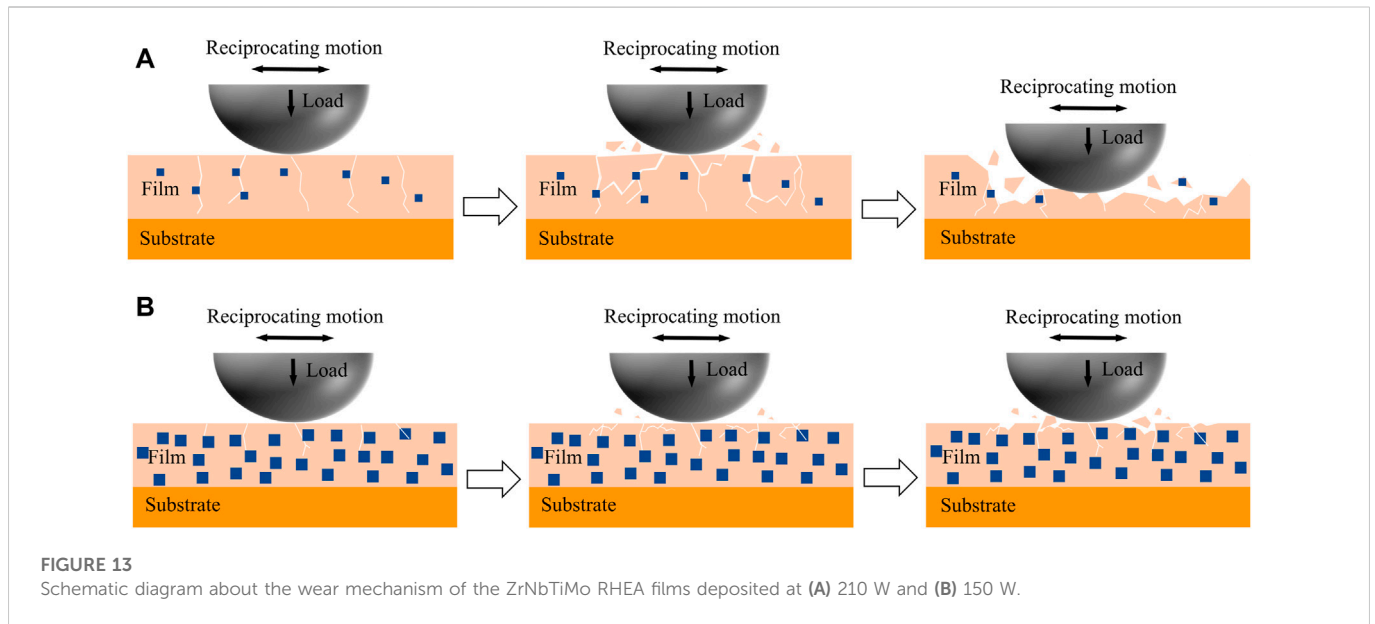 A
Reciprocating motion
Load
Film
Substrate
Reciprocating motion
Load
Film
Substrate
Reciprocating motion
Load
Film
Substrate
B
Reciprocating motion
Load
Film
Substrate
Reciprocating motion
Load
Film
Substrate
Reciprocating motion
Load
Film
Substrate
FIGURE 13
Schematic diagram about the wear mechanism of the ZrNbTiMo RHEA films deposited at (A) 210 W and (B) 150 W.